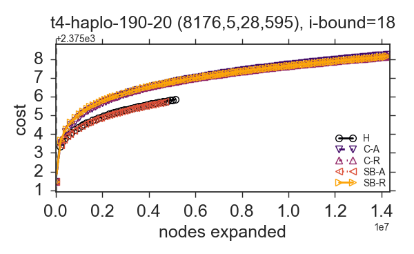 t4-haplo-190-20 (8176,5,28,595), i-bound=18
+2.375e3
8
7
6
5
4
3
2
1
cost
H
C-A
C-R
SB-A
SB-R
0.0 0.2 0.4 0.6 0.8 1.0 1.2 1.4
1e7
nodes expanded